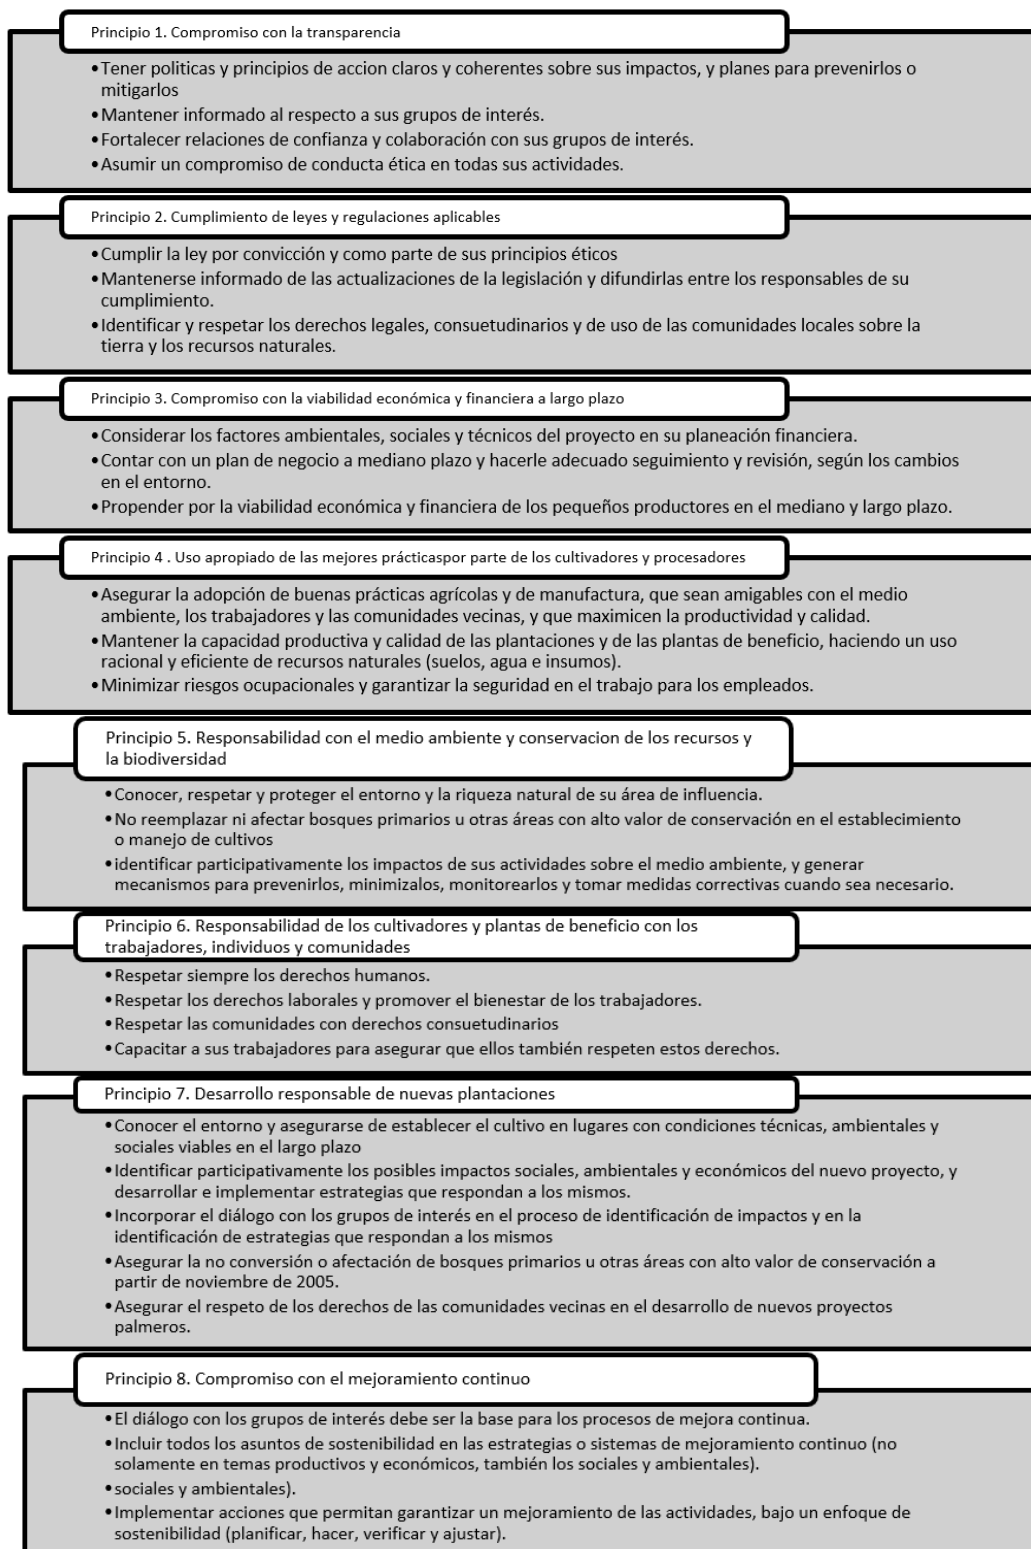 Principio 1. Compromiso con la transparencia
•Tener politicas y principios de accion claros y coherentes sobre sus impactos, y planes para prevenirlos o
mitigarlos
•Mantener informado al respecto a sus grupos de interés.
•Fortalecer relaciones de confianza y colaboración con sus grupos de interés.
•Asumir un compromiso de conducta ética en todas sus actividades.
Principio 2. Cumplimiento de leyes y regulaciones aplicables
•Cumplir la ley por convicción y como parte de sus principios éticos
•Mantenerse informado de las actualizaciones de la legislación y difundirlas entre los responsables de su
cumplimiento.
•Identificar y respetar los derechos legales, consuetudinarios y de uso de las comunidades locales sobre la
tierra y los recursos naturales.
Principio 3. Compromiso con la viabilidad económica y financiera a largo plazo
•Considerar los factores ambientales, sociales y técnicos del proyecto en su planeación financiera.
•Contar con un plan de negocio a mediano plazo y hacerle adecuado seguimiento y revisión, según los cambios
en el entorno.
•Propender por la viabilidad económica y financiera de los pequeños productores en el mediano y largo plazo.
Principio 4 . Uso apropiado de las mejores prácticaspor parte de los cultivadores y procesadores
•Asegurar la adopción de buenas prácticas agrícolas y de manufactura, que sean amigables con el medio
ambiente, los trabajadores y las comunidades vecinas, y que maximicen la productividad y calidad.
•Mantener la capacidad productiva y calidad de las plantaciones y de las plantas de beneficio, haciendo un uso
racional y eficiente de recursos naturales (suelos, agua e insumos).
•Minimizar riesgos ocupacionales y garantizar la seguridad en el trabajo para los empleados.
Principio 5. Responsabilidad con el medio ambiente y conservacion de los recursos y
la biodiversidad
•Conocer, respetar y proteger el entorno y la riqueza natural de su área de influencia.
•No reemplazar ni afectar bosques primarios u otras áreas con alto valor de conservación en el establecimiento
o manejo de cultivos
•identificar participativamente los impactos de sus actividades sobre el medio ambiente, y generar
mecanismos para prevenirlos, minimizalos, monitorearlos y tomar medidas correctivas cuando sea necesario.
Principio 6. Responsabilidad de los cultivadores y plantas de beneficio con los
trabajadores, individuos y comunidades
•Respetar siempre los derechos humanos.
•Respetar los derechos laborales y promover el bienestar de los trabajadores.
•Respetar las comunidades con derechos consuetudinarios
•Capacitar a sus trabajadores para asegurar que ellos también respeten estos derechos.
Principio 7. Desarrollo responsable de nuevas plantaciones
•Conocer el entorno y asegurarse de establecer el cultivo en lugares con condiciones técnicas, ambientales y
sociales viables en el largo plazo
•Identificar participativamente los posibles impactos sociales, ambientales y económicos del nuevo proyecto, y
desarrollar e implementar estrategias que respondan a los mismos.
•Incorporar el diálogo con los grupos de interés en el proceso de identificación de impactos y en la
identificación de estrategias que respondan a los mismos
•Asegurar la no conversión o afectación de bosques primarios u otras áreas con alto valor de conservación a
partir de noviembre de 2005.
•Asegurar el respeto de los derechos de las comunidades vecinas en el desarrollo de nuevos proyectos
palmeros.
Principio 8. Compromiso con el mejoramiento continuo
•El diálogo con los grupos de interés debe ser la base para los procesos de mejora continua.
•Incluir todos los asuntos de sostenibilidad en las estrategias o sistemas de mejoramiento continuo (no
solamente en temas productivos y económicos, también los sociales y ambientales).
•sociales y ambientales).
•Implementar acciones que permitan garantizar un mejoramiento de las actividades, bajo un enfoque de
sostenibilidad (planificar, hacer, verificar y ajustar).